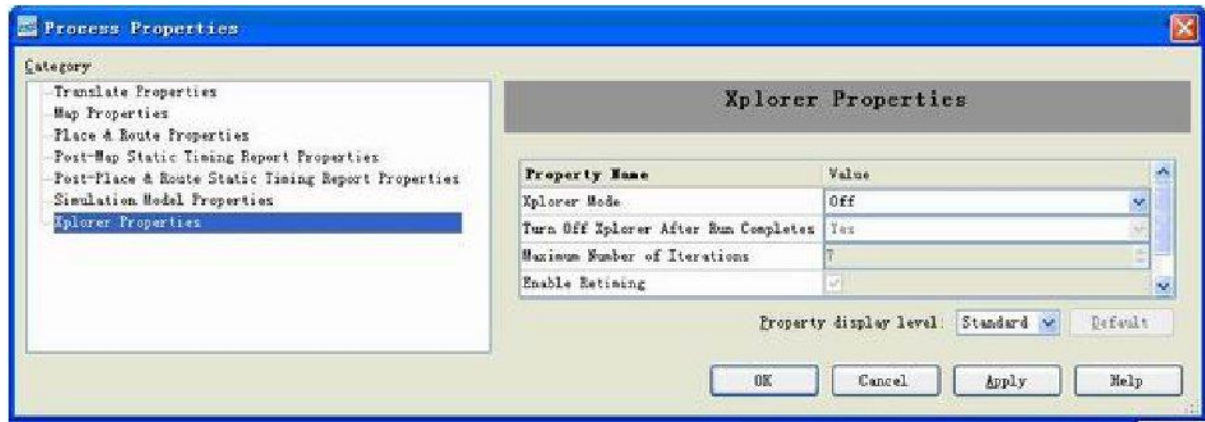 Process Properties
Category
Translate Properties
Map Properties
Place & Route Properties
Post-Map Static Timing Report Properties
Post-Place & Route Static Timing Report Properties
Simulation Model Properties
Xplorer Properties
Xplorer Properties
Property Name Value
Xplorer Mode Off
Turn Off Xplorer After Run Completes Yes
Maximum Number of Iterations 7
Enable Retiming
Property display level: Standard Default
OK Cancel Apply Help